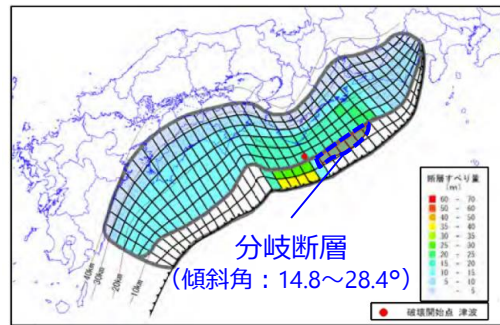 40km
30km
20km
10km
分岐断層
(傾斜角：14.8～28.4°)
断層すべり量
(m)
60 - 70
50 - 60
40 - 50
35 - 40
30 - 35
25 - 30
20 - 25
15 - 20
10 - 15
5 - 10
- 5
破壊開始点 津波